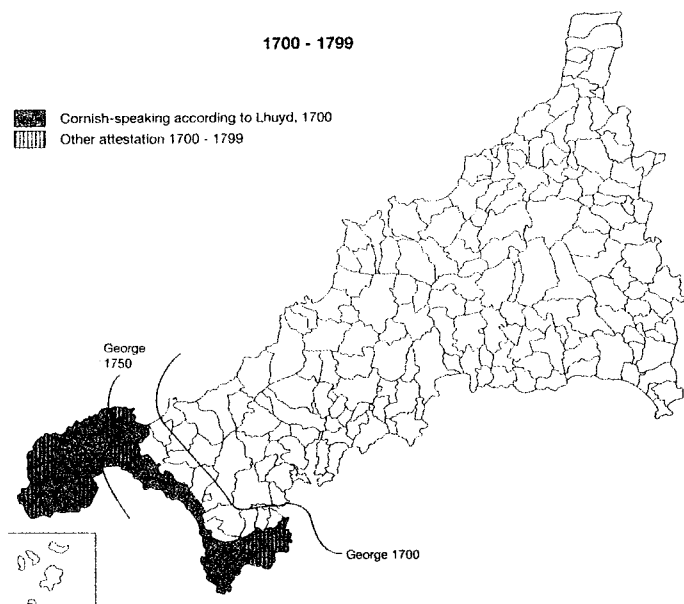 1700 - 1799
Cornish-speaking according to Lhuyd, 1700
Other attestation 1700 - 1799
George
1750
George 1700